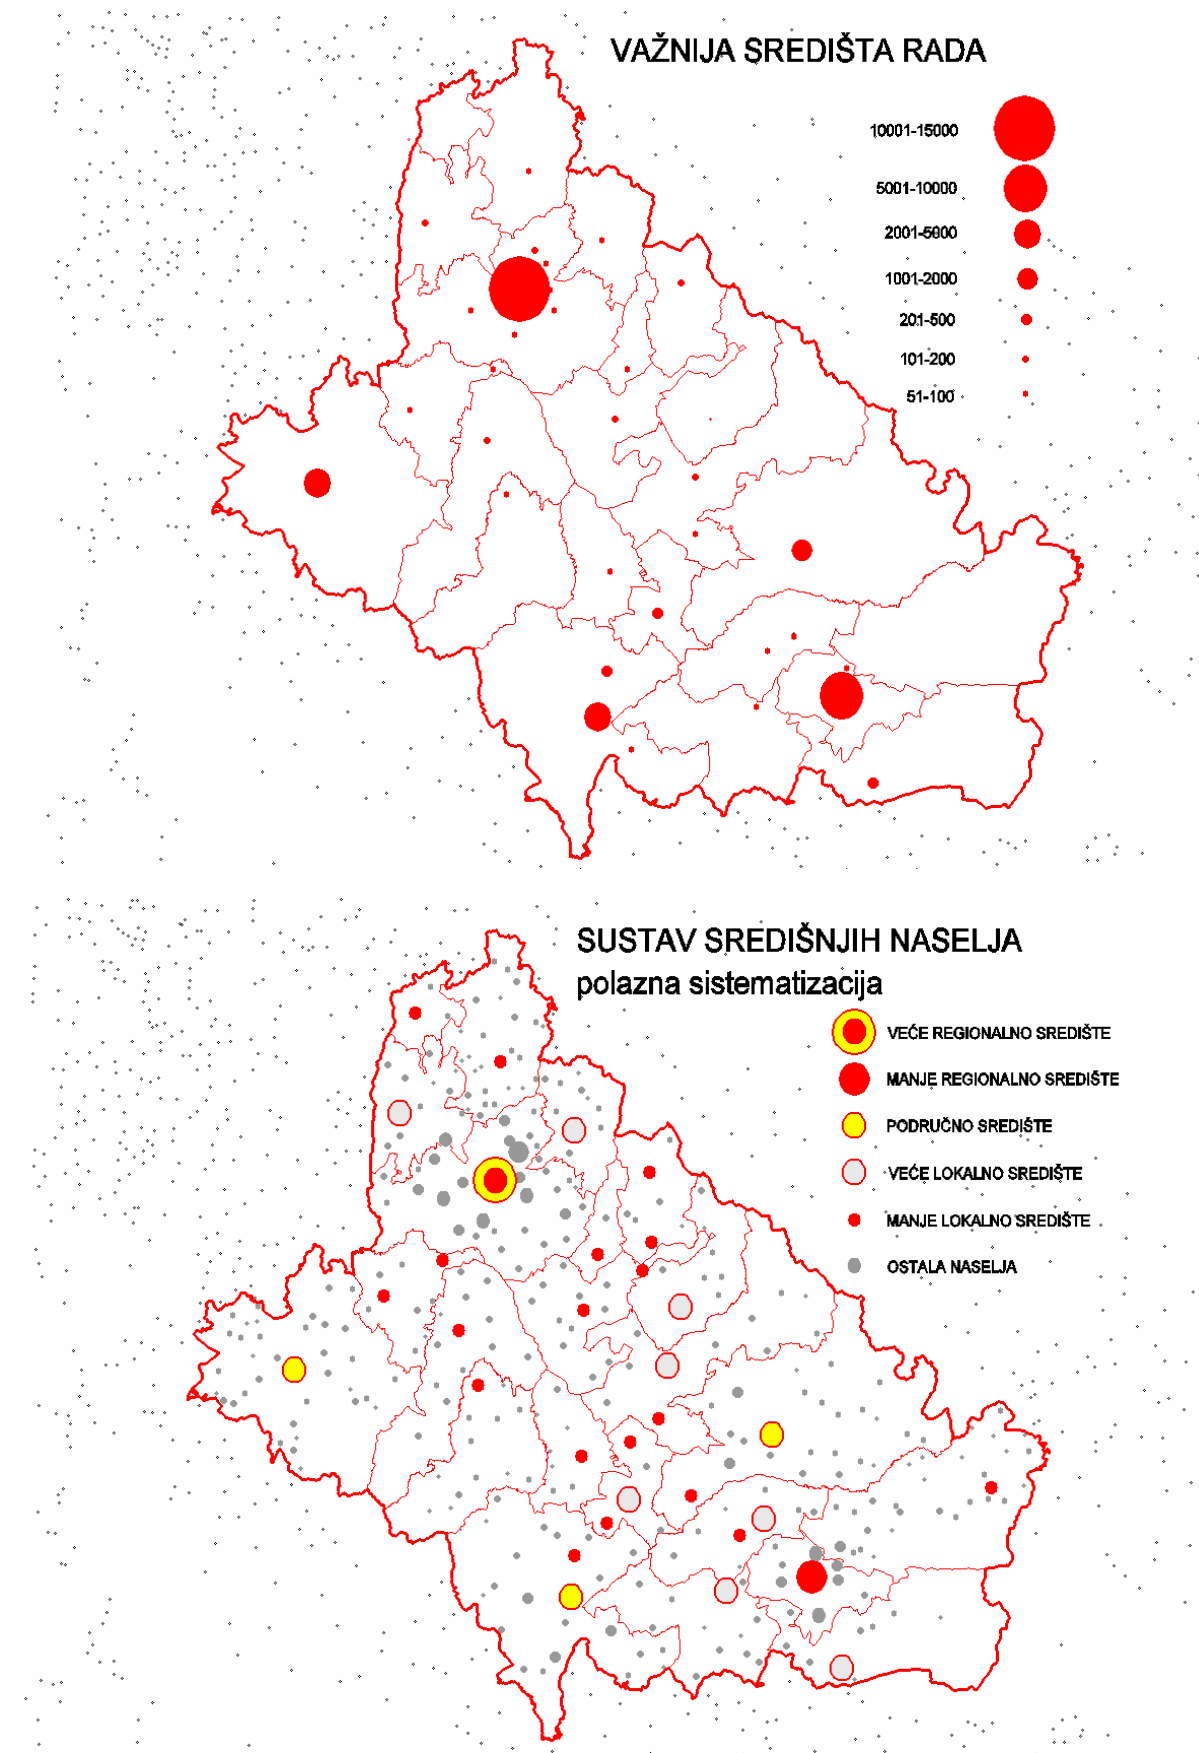 VAŽNIJA SREDIŠTA RADA
10001-15000
5001-10000
2001-5000
1001-2000
201-500
101-200
51-100
SUSTAV SREDIŠNJIH NASELJA
polazna sistematizacija
VEĆE REGIONALNO SREDIŠTE
MANJE REGIONALNO SREDIŠTE
PODRUČNO SREDIŠTE
VEĆE LOKALNO SREDIŠTE
MANJE LOKALNO SREDIŠTE
OSTALA NASELJA